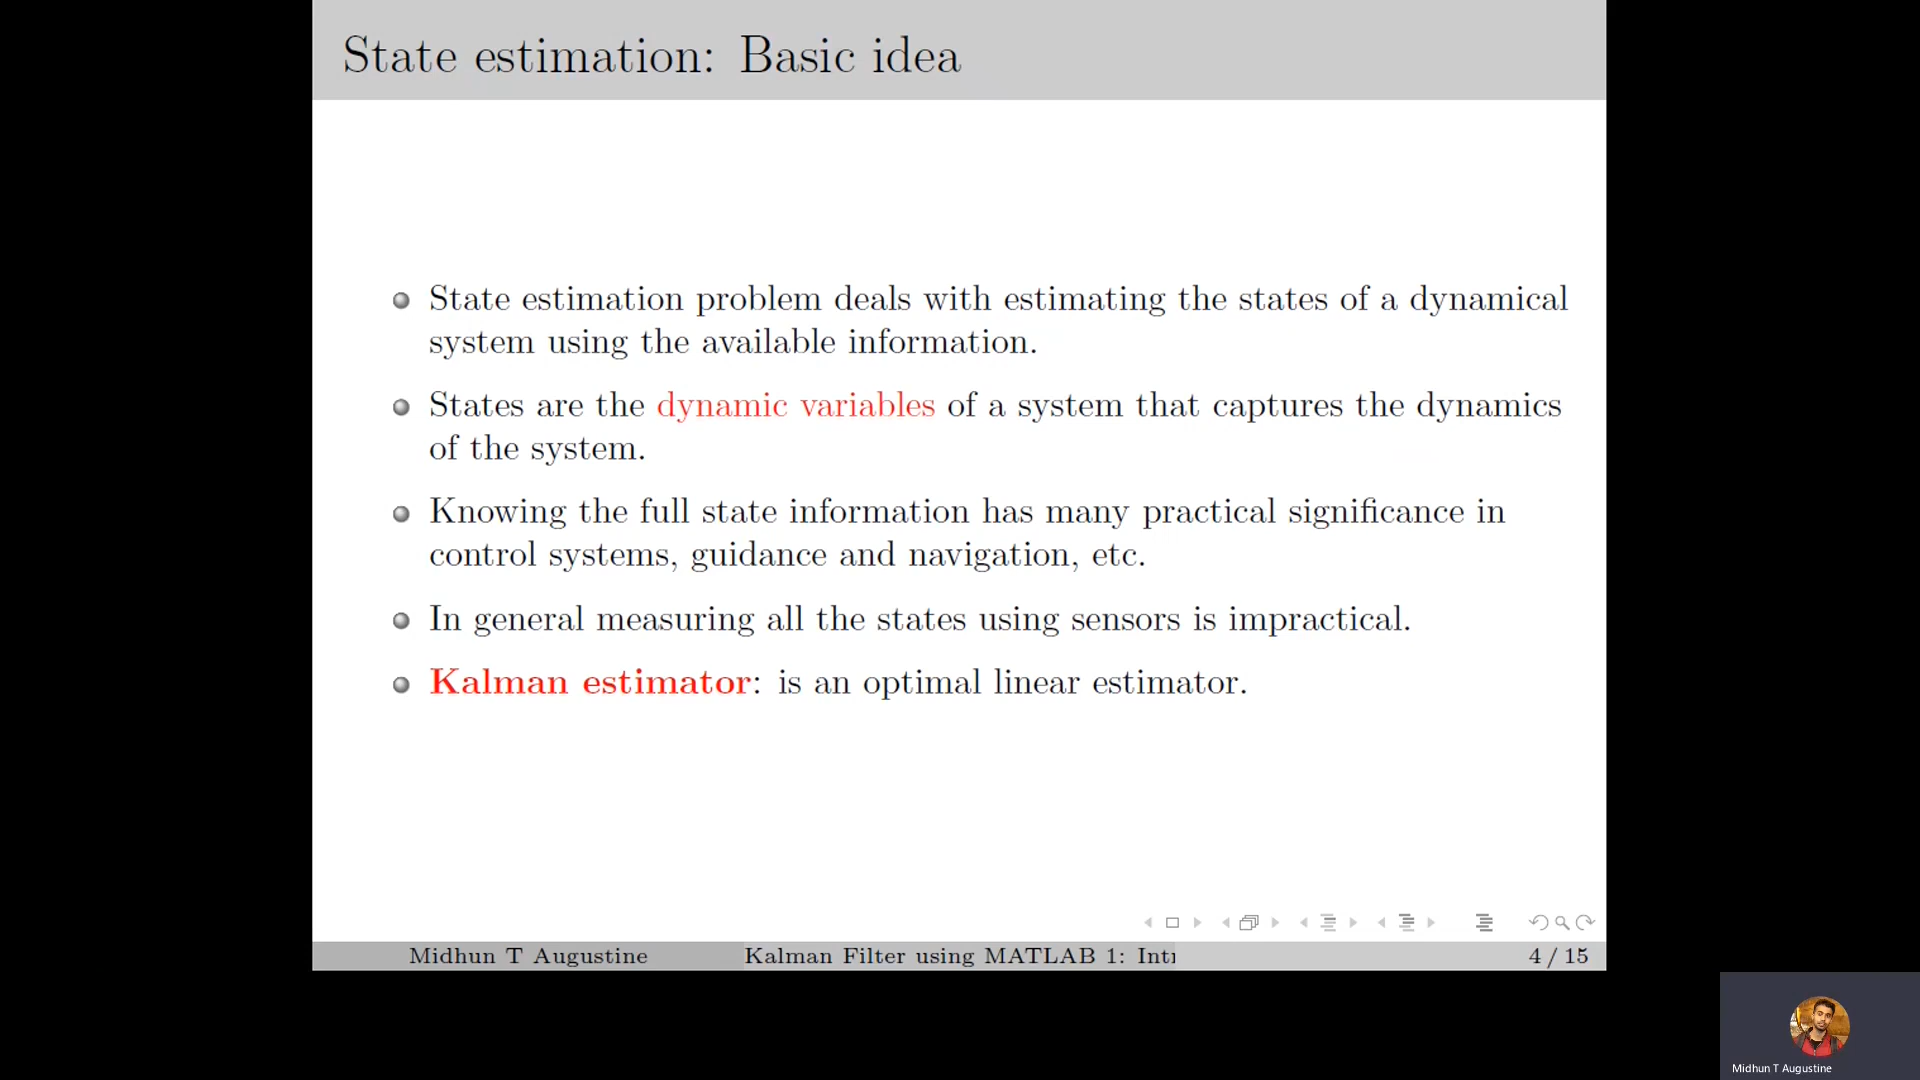 State estimation: Basic idea
State estimation problem deals with estimating the states of a dynamical
system using the available information.
States are the dynamic variables of a system that captures the dynamics
of the system.
Knowing the full state information has many practical significance in
control systems, guidance and navigation, etc.
In general measuring all the states using sensors is impractical.
Kalman estimator: is an optimal linear estimator.
Midhun T Augustine
Kalman Filter using MATLAB 1:
4 / 15
Midhun T Augustine